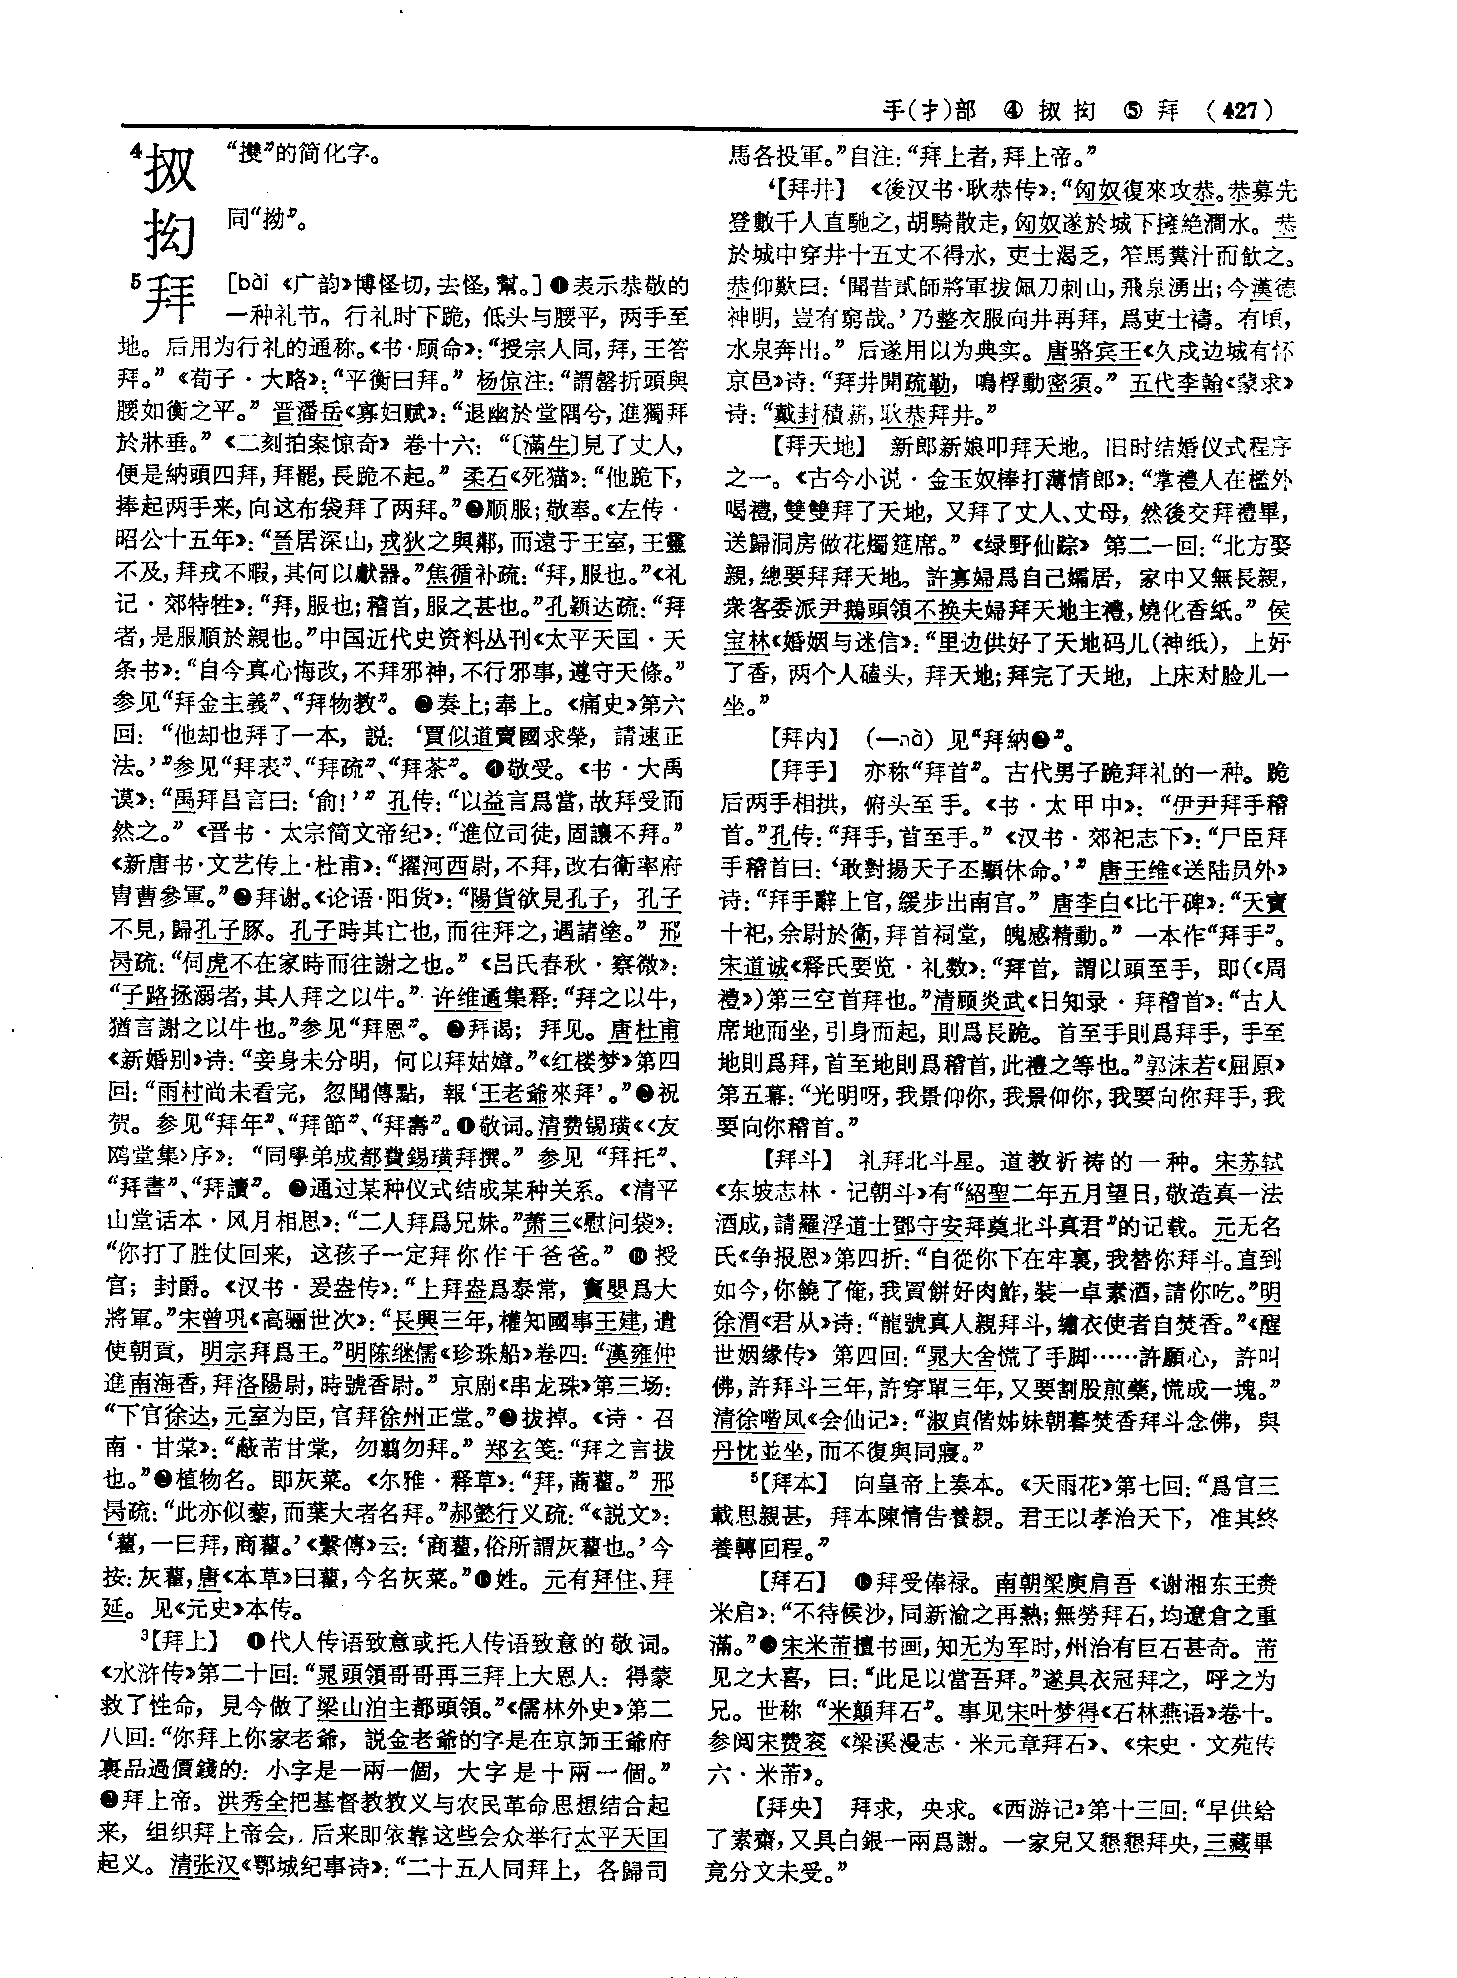 手(扌)部 ④ 𢪊 抝 ⑤ 拜 (427)
4 㧐 “㩳”的简化字。
抝 同“拗”。
5 拜 [bài 《广韵》博怪切,去怪,幫。]❶表示恭敬的
一种礼节。行礼时下跪，低头与腰平，两手至
地。后用为行礼的通称。《书·顾命》:“授宗人同,拜,王答
拜。”《荀子·大略》:“平衡曰拜。”杨倞注:“謂磬折頭與
腰如衡之平。”晋潘岳《寡妇赋》:“退幽於堂隅兮,進獨拜
於牀垂。”《二刻拍案惊奇》卷十六:“〔滿生〕見了丈人,
便是納頭四拜,拜罷,長跪不起。”柔石《死猫》:“他跪下,
捧起两手来,向这布袋拜了两拜。”❷顺服;敬奉。《左传·
昭公十五年》:“晉居深山,戎狄之與鄰,而遠于王室,王靈
不及,拜戎不暇,其何以獻器。”焦循补疏:“拜,服也。”《礼
记·郊特牲》:“拜,服也;稽首,服之甚也。”孔颖达疏:“拜
者,是服順於親也。”中国近代史资料丛刊《太平天国·天
条书》:“自今真心悔改,不拜邪神,不行邪事,遵守天條。”
参见“拜金主義”、“拜物教”。❸奏上;奉上。《痛史》第六
回:“他却也拜了一本，説:‘賈似道賣國求榮，請速正
法。’”参见“拜表”、“拜疏”、“拜茶”。❹敬受。《书·大禹
谟》:“禹拜昌言曰:‘俞!’”孔传:“以益言爲當,故拜受而
然之。”《晋书·太宗简文帝纪》:“進位司徒,固讓不拜。”
《新唐书·文艺传上·杜甫》:“擢河西尉,不拜,改右衛率府
胄曹參軍。”❺拜谢。《论语·阳货》:“陽貨欲見孔子，孔子
不見,歸孔子豚。孔子時其亡也,而往拜之,遇諸塗。”邢
昺疏:“伺虎不在家時而往謝之也。”《吕氏春秋·察微》:
“子路拯溺者,其人拜之以牛。”许维遹集释:“拜之以牛,
猶言謝之以牛也。”参见“拜恩”。❻拜谒;拜见。唐杜甫
《新婚别》诗:“妾身未分明，何以拜姑嫜。”《红楼梦》第四
回:“雨村尚未看完，忽聞傳點，報‘王老爺來拜’。”❼祝
贺。参见“拜年”、“拜節”、“拜壽”。❽敬词。清费锡璜《〈友
鸥堂集〉序》:“同學弟成都費錫璜拜撰。”参见“拜托”、
“拜書”、“拜讀”。❾通过某种仪式结成某种关系。《清平
山堂话本·风月相思》:“二人拜爲兄妹。”萧三《慰问袋》:
“你打了胜仗回来，这孩子一定拜你作干爸爸。”❿授
官;封爵。《汉书·爰盎传》:“上拜盎爲泰常，竇嬰爲大
將軍。”宋曾巩《高骊世次》:“長興三年,權知國事王建,遣
使朝貢，明宗拜爲王。”明陈继儒《珍珠船》卷四:“漢雍仲
進南海香,拜洛陽尉,時號香尉。”京剧《串龙珠》第三场:
“下官徐达,元室为臣,官拜徐州正堂。”⓫拔掉。《诗·召
南·甘棠》:“蔽芾甘棠，勿翦勿拜。”郑玄笺:“拜之言拔
也。”⓬植物名。即灰菜。《尔雅·释草》:“拜,蔏藋。”邢
昺疏:“此亦似藜,而葉大者名拜。”郝懿行义疏:“《説文》:
‘藋,一曰拜,商藋。’《繫傳》云:‘商藋,俗所謂灰藋也。’今
按:灰藋,唐《本草》曰藋,今名灰菜。”⓭姓。元有拜住、拜
延。见《元史》本传。
3【拜上】 ❶代人传语致意或托人传语致意的敬词。
《水浒传》第二十回:“晁頭領哥哥再三拜上大恩人:得蒙
救了性命，見今做了梁山泊主都頭領。”《儒林外史》第二
八回:“你拜上你家老爺，説金老爺的字是在京師王爺府
裏品過價錢的:小字是一兩一個，大字是十兩一個。”
❷拜上帝。洪秀全把基督教教义与农民革命思想结合起
来，组织拜上帝会,后来即依靠这些会众举行太平天国
起义。清张汉《鄂城纪事诗》:“二十五人同拜上，各歸司
馬各投軍。”自注:“拜上者,拜上帝。”
4【拜井】 《後汉书·耿恭传》:“匈奴復來攻恭。恭募先
登數千人直馳之,胡騎散走,匈奴遂於城下擁絶澗水。恭
於城中穿井十五丈不得水，吏士渴乏，笮馬糞汁而飲之。
恭仰歎曰:‘聞昔貳師將軍拔佩刀刺山,飛泉湧出;今漢德
神明,豈有窮哉。’乃整衣服向井再拜，爲吏士禱。有頃,
水泉奔出。”后遂用以为典实。唐骆宾王《久戍边城有怀
京邑》诗:“拜井開疏勒，鳴桴動密須。”五代李翰《蒙求》
诗:“戴封積薪,耿恭拜井。”
【拜天地】 新郎新娘叩拜天地。旧时结婚仪式程序
之一。《古今小说·金玉奴棒打薄情郎》:“掌禮人在檻外
喝禮,雙雙拜了天地，又拜了丈人、丈母，然後交拜禮畢,
送歸洞房做花燭筵席。”《绿野仙踪》第二一回:“北方娶
親,總要拜拜天地。許寡婦爲自己孀居，家中又無長親,
衆客委派尹鵝頭領不换夫婦拜天地主禮,燒化香紙。”侯
宝林《婚姻与迷信》:“里边供好了天地码儿(神纸)，上好
了香，两个人磕头，拜天地;拜完了天地，上床对脸儿一
坐。”
【拜内】 (—nà) 见“拜納❷”。
【拜手】 亦称“拜首”。古代男子跪拜礼的一种。跪
后两手相拱，俯头至手。《书·太甲中》:“伊尹拜手稽
首。”孔传:“拜手,首至手。”《汉书·郊祀志下》:“尸臣拜
手稽首曰:‘敢對揚天子丕顯休命。’”唐王维《送陆员外》
诗:“拜手辭上官,緩步出南宫。”唐李白《比干碑》:“天寶
十祀,余尉於衛,拜首祠堂，魄感精動。”一本作“拜手”。
宋道诚《释氏要览·礼数》:“拜首，謂以頭至手，即(《周
禮》)第三空首拜也。”清顾炎武《日知录·拜稽首》:“古人
席地而坐,引身而起，則爲長跪。首至手則爲拜手，手至
地則爲拜,首至地則爲稽首,此禮之等也。”郭沫若《屈原》
第五幕:“光明呀,我景仰你,我景仰你,我要向你拜手,我
要向你稽首。”
【拜斗】 礼拜北斗星。道教祈祷的一种。宋苏轼
《东坡志林·记朝斗》有“紹聖二年五月望日,敬造真一法
酒成,請羅浮道士鄧守安拜奠北斗真君”的记载。元无名
氏《争报恩》第四折:“自從你下在牢裏,我替你拜斗。直到
如今,你饒了俺,我買餅好肉鮓,裝一卓素酒,請你吃。”明
徐渭《君从》诗:“龍號真人親拜斗,繡衣使者自焚香。”《醒
世姻缘传》第四回:“晁大舍慌了手脚……許願心，許叫
佛,許拜斗三年,許穿單三年,又要割股煎藥,慌成一塊。”
清徐喈凤《会仙记》:“淑貞偕姊妹朝暮焚香拜斗念佛，與
丹忱並坐,而不復與同寢。”
5【拜本】 向皇帝上奏本。《天雨花》第七回:“爲官三
載思親甚，拜本陳情告養親。君王以孝治天下，准其終
養轉回程。”
【拜石】 ❶拜受俸禄。南朝梁庾肩吾《谢湘东王赉
米启》:“不待候沙,同新渝之再熟;無勞拜石,均遼倉之重
滿。”❷宋米芾擅书画,知无为军时,州治有巨石甚奇。芾
见之大喜，曰:“此足以當吾拜。”遂具衣冠拜之，呼之为
兄。世称“米顛拜石”。事见宋叶梦得《石林燕语》卷十。
参阅宋费衮《梁溪漫志·米元章拜石》、《宋史·文苑传
六·米芾》。
【拜央】 拜求，央求。《西游记》第十三回:“早供给
了素齋,又具白銀一兩爲謝。一家兒又懇懇拜央,三藏畢
竟分文未受。”